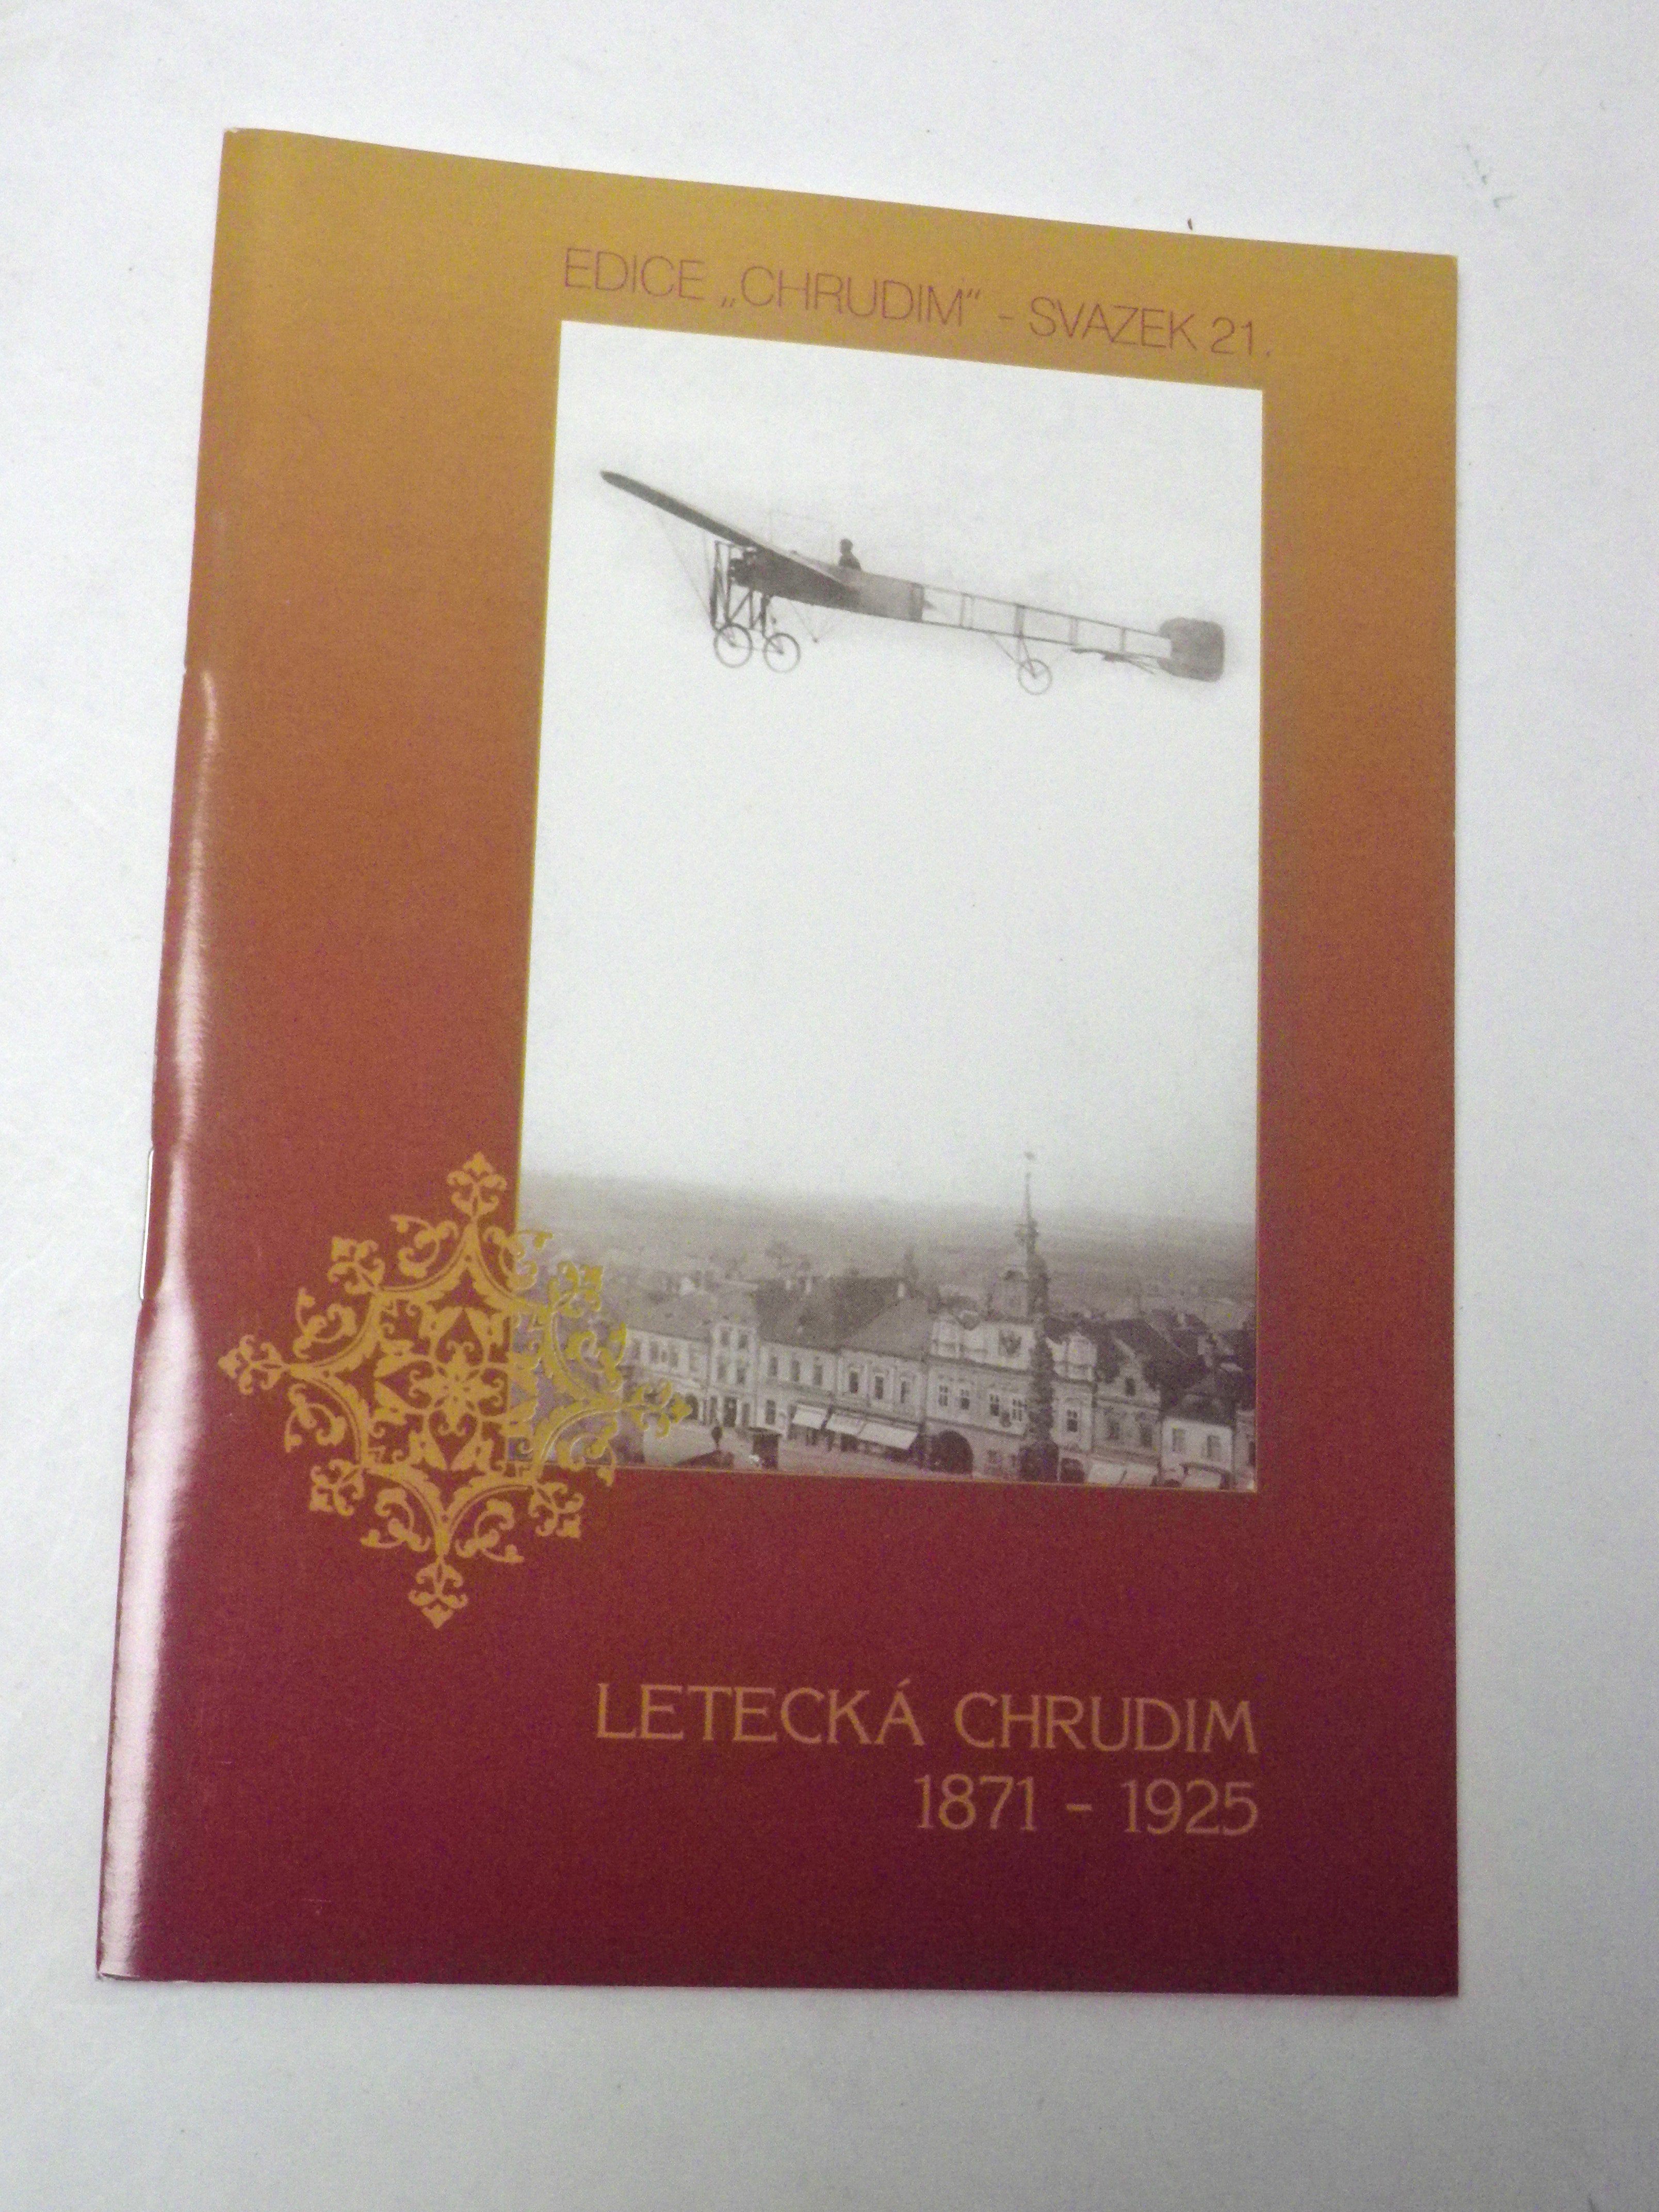 EDICE „CHRUDIM“ - SVAZEK 21.
LETECKÁ CHRUDIM
1871 - 1925